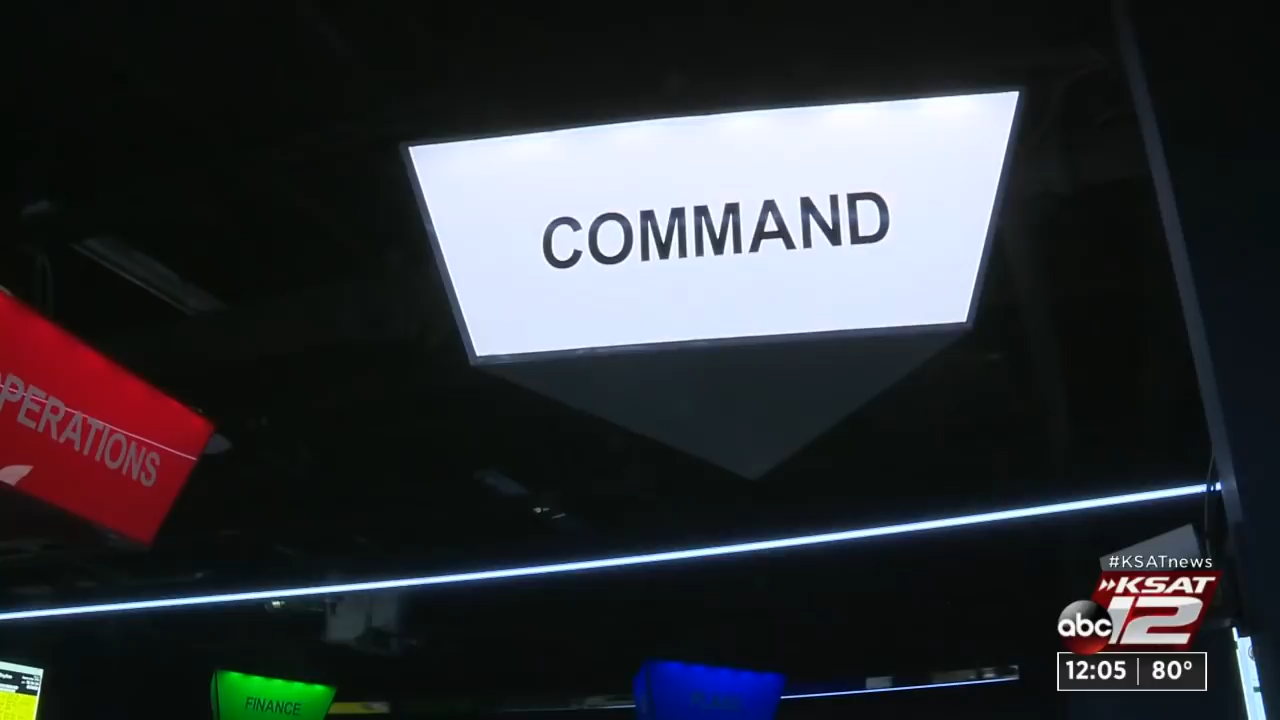 COMMAND
PERATIONS
FINANCE
#KSATnews
KSAT
abc 12
12:05 80°